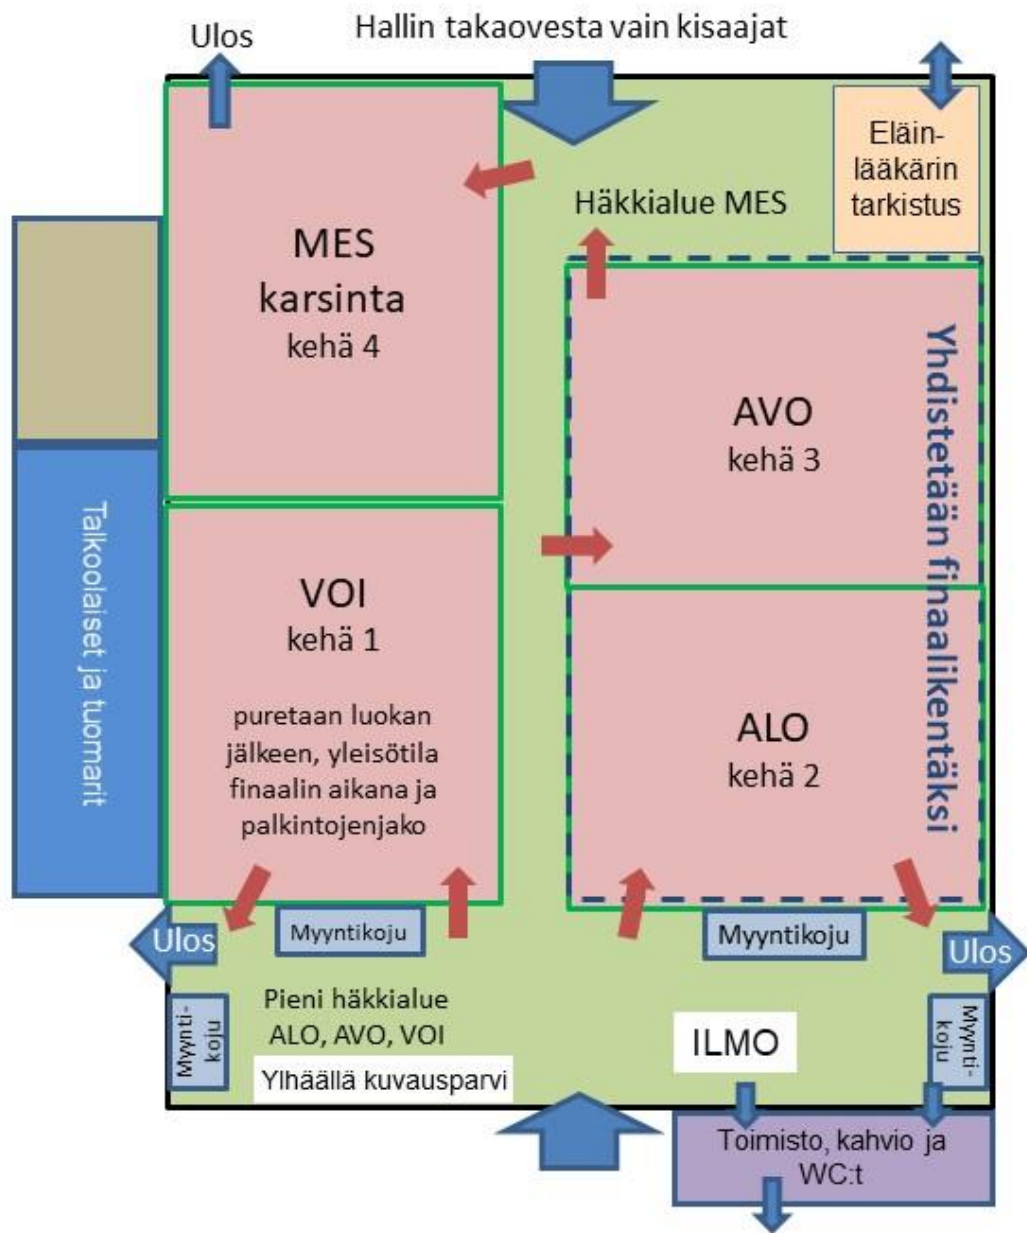 Ulos
Hallin takaovesta vain kisaajat
Eläin-
lääkärin
tarkistus
Häkkialue MES
MES
karsinta
kehä 4
AVO
kehä 3
Yhdistetään finaalikentäksi
Talkoolaiset ja tuomarit
VOI
kehä 1
puretaan luokan
jälkeen, yleisötila
finaalin aikana ja
palkintojenjako
ALO
kehä 2
Ulos
Myyntikoju
Myyntikoju
Ulos
Myynti-
koju
Pieni häkkialue
ALO, AVO, VOI
Ylhäällä kuvausparvi
ILMO
Myynti-
koju
Toimisto, kahvio ja
WC:t